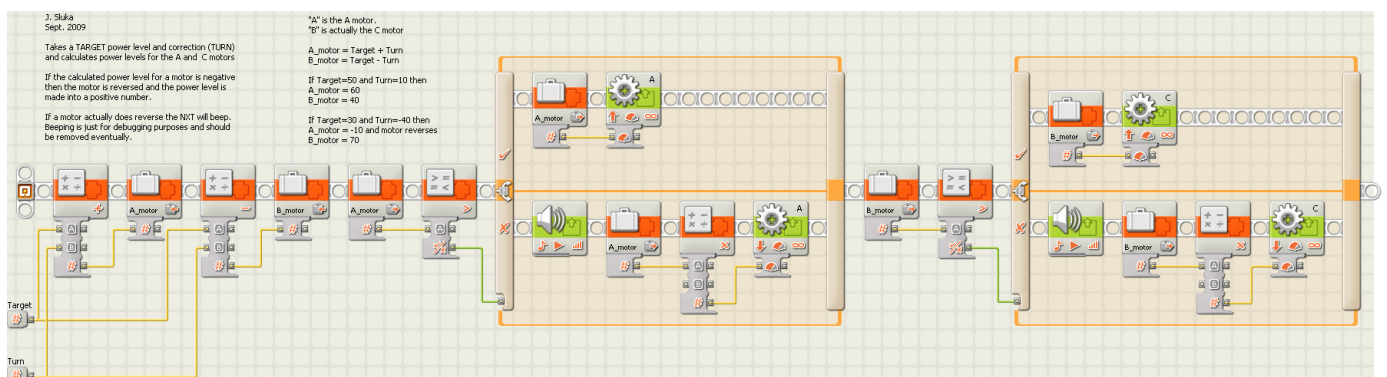 J. Sluka
Sept. 2009
Takes a TARGET power level and correction (TURN)
and calculates power levels for the A and C motors
If the calculated power level for a motor is negative
then the motor is reversed and the power level is
made into a positive number.
If a motor actually does reverse the NXT will beep.
Beeping is just for debugging purposes and should
be removed eventually.
"A" is the A motor.
"B" is actually the C motor
A_motor = Target + Turn
B_motor = Target - Turn
If Target=50 and Turn=10 then
A_motor = 60
B_motor = 40
If Target=30 and Turn=-40 then
A_motor = -10 and motor reverses
B_motor = 70
A
A_motor
C
B_motor
A_motor
B_motor
A_motor
A
A_motor
B_motor
C
B_motor
A
B
A
B
A
A
B
A
A
B
Target
Turn